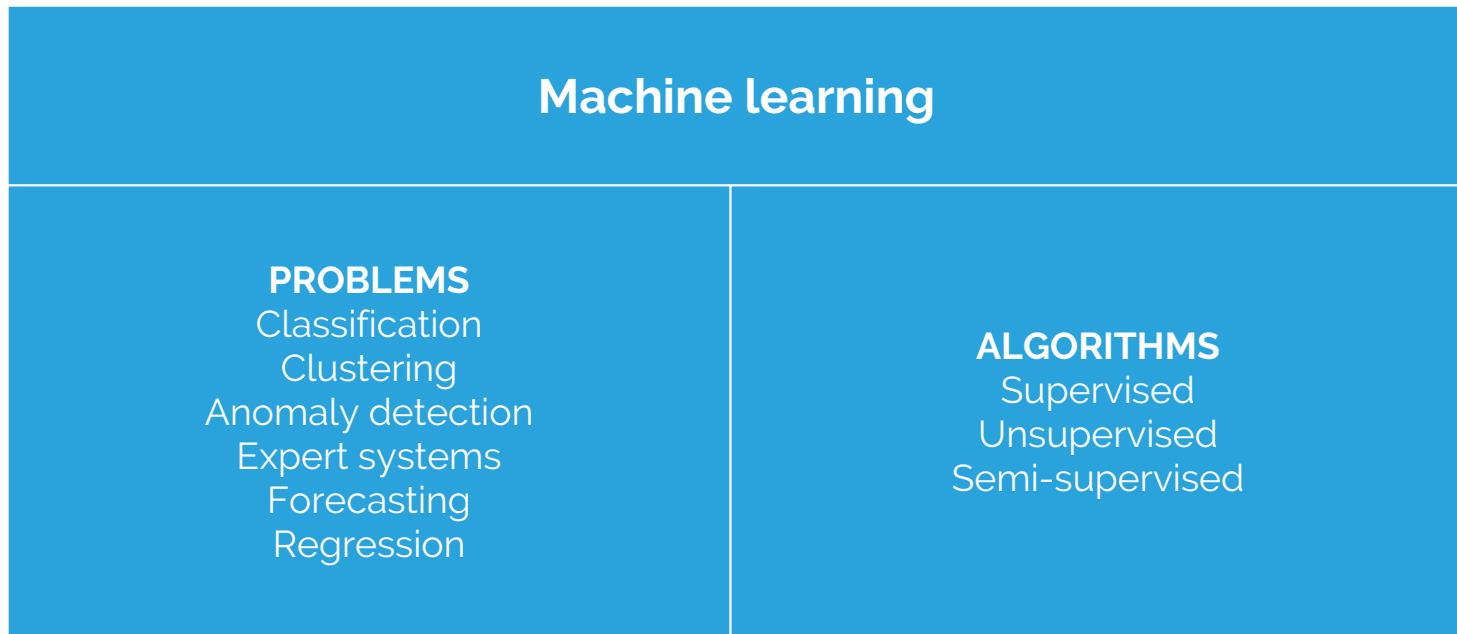 Machine learning
PROBLEMS
Classification
Clustering
Anomaly detection
Expert systems
Forecasting
Regression
ALGORITHMS
Supervised
Unsupervised
Semi-supervised